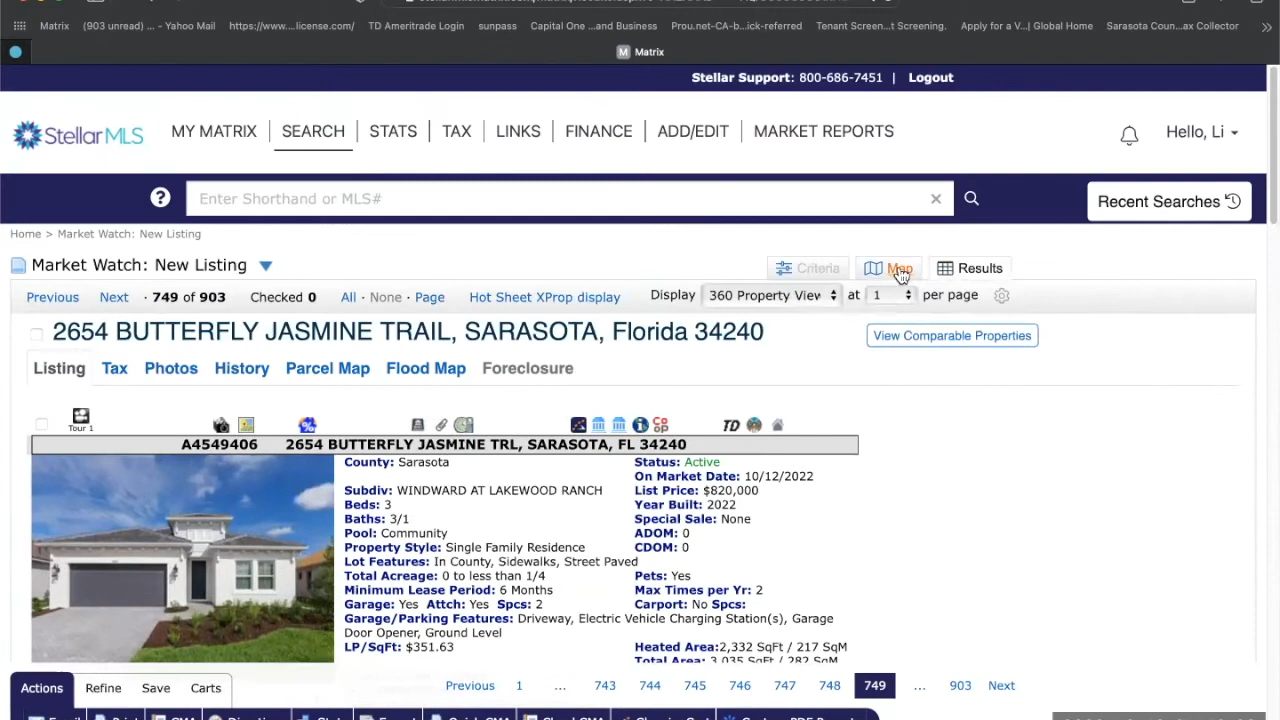 Matrix (903 unread) ... – Yahoo Mail https://www....license.com/ TD Ameritrade Login sunpass Capital One ...and Business Prou.net-CA-b...ick-referred Tenant Screen...t Screening. Apply for a V...| Global Home Sarasota Coun...ax Collector
M Matrix
Stellar Support: 800-686-7451 | Logout
StellarMLS MY MATRIX SEARCH STATS TAX LINKS FINANCE ADD/EDIT MARKET REPORTS Hello, Li
? Enter Shorthand or MLS# Recent Searches
Home > Market Watch: New Listing
Market Watch: New Listing Criteria Map Results
Previous Next · 749 of 903 Checked 0 All · None · Page Hot Sheet XProp display Display 360 Property View at 1 per page
2654 BUTTERFLY JASMINE TRAIL, SARASOTA, Florida 34240 View Comparable Properties
Listing Tax Photos History Parcel Map Flood Map Foreclosure
Tour 1 TD
A4549406 2654 BUTTERFLY JASMINE TRL, SARASOTA, FL 34240
County: Sarasota Status: Active
On Market Date: 10/12/2022
Subdiv: WINDWARD AT LAKEWOOD RANCH List Price: $820,000
Beds: 3 Year Built: 2022
Baths: 3/1 Special Sale: None
Pool: Community ADOM: 0
Property Style: Single Family Residence CDOM: 0
Lot Features: In County, Sidewalks, Street Paved
Total Acreage: 0 to less than 1/4 Pets: Yes
Minimum Lease Period: 6 Months Max Times per Yr: 2
Garage: Yes Attch: Yes Spcs: 2 Carport: No Spcs:
Garage/Parking Features: Driveway, Electric Vehicle Charging Station(s), Garage
Door Opener, Ground Level
LP/SqFt: $351.63 Heated Area:2,332 SqFt / 217 SqM
Total Area: 3,035 SqFt / 282 SqM
Actions Refine Save Carts Previous 1 ... 743 744 745 746 747 748 749 ... 903 Next